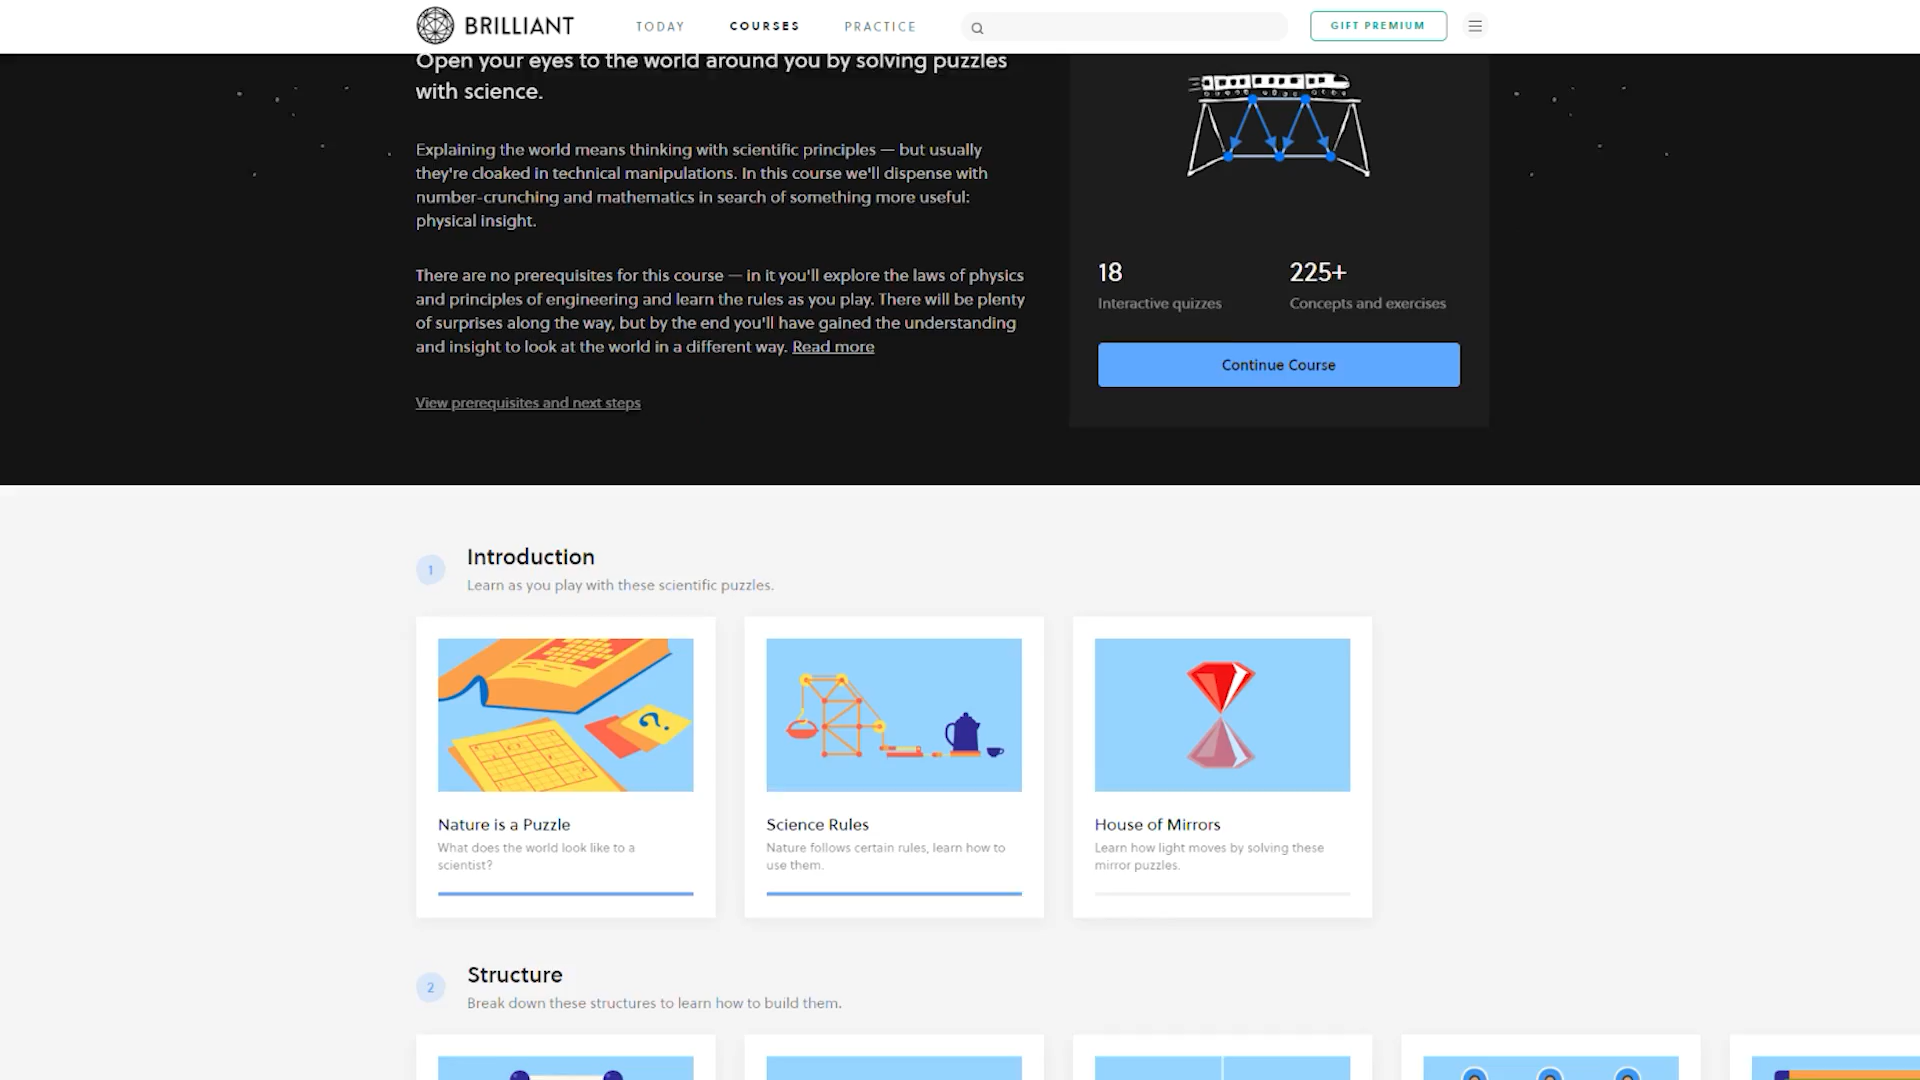 BRILLIANT
TODAY
COURSES
PRACTICE
GIFT PREMIUM
Open your eyes to the world around you by solving puzzles
with science.
Explaining the world means thinking with scientific principles — but usually
they're cloaked in technical manipulations. In this course we'll dispense with
number-crunching and mathematics in search of something more useful:
physical insight.
There are no prerequisites for this course — in it you'll explore the laws of physics
and principles of engineering and learn the rules as you play. There will be plenty
of surprises along the way, but by the end you'll have gained the understanding
and insight to look at the world in a different way. Read more
View prerequisites and next steps
18
Interactive quizzes
225+
Concepts and exercises
Continue Course
1
Introduction
Learn as you play with these scientific puzzles.
?
Nature is a Puzzle
What does the world look like to a
scientist?
Science Rules
Nature follows certain rules, learn how to
use them.
House of Mirrors
Learn how light moves by solving these
mirror puzzles.
2
Structure
Break down these structures to learn how to build them.